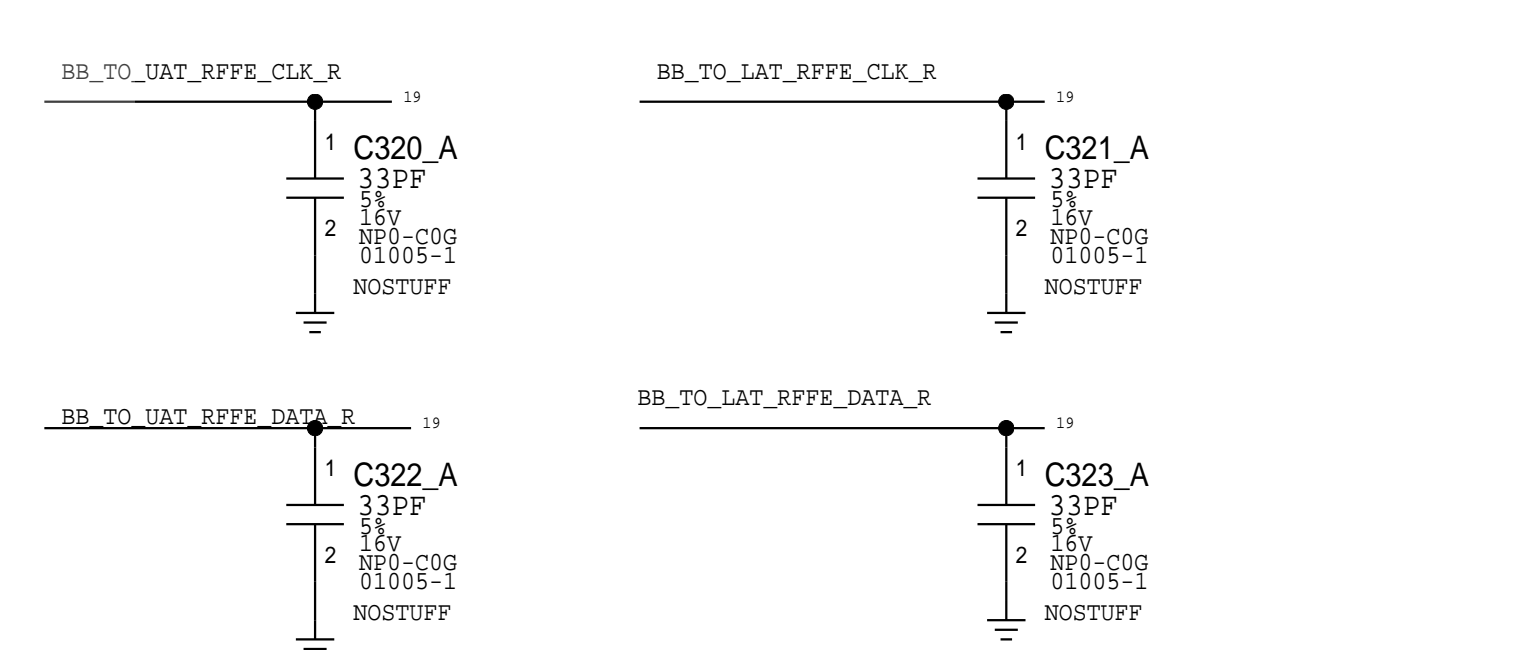 BB_TO_UAT_RFFE_CLK_R
19
1
C320_A
33PF
5%
16V
2
NP0-C0G
01005-1
NOSTUFF
BB_TO_LAT_RFFE_CLK_R
19
1
C321_A
33PF
5%
16V
2
NP0-C0G
01005-1
NOSTUFF
BB_TO_UAT_RFFE_DATA_R
19
1
C322_A
33PF
5%
16V
2
NP0-C0G
01005-1
NOSTUFF
BB_TO_LAT_RFFE_DATA_R
19
1
C323_A
33PF
5%
16V
2
NP0-C0G
01005-1
NOSTUFF